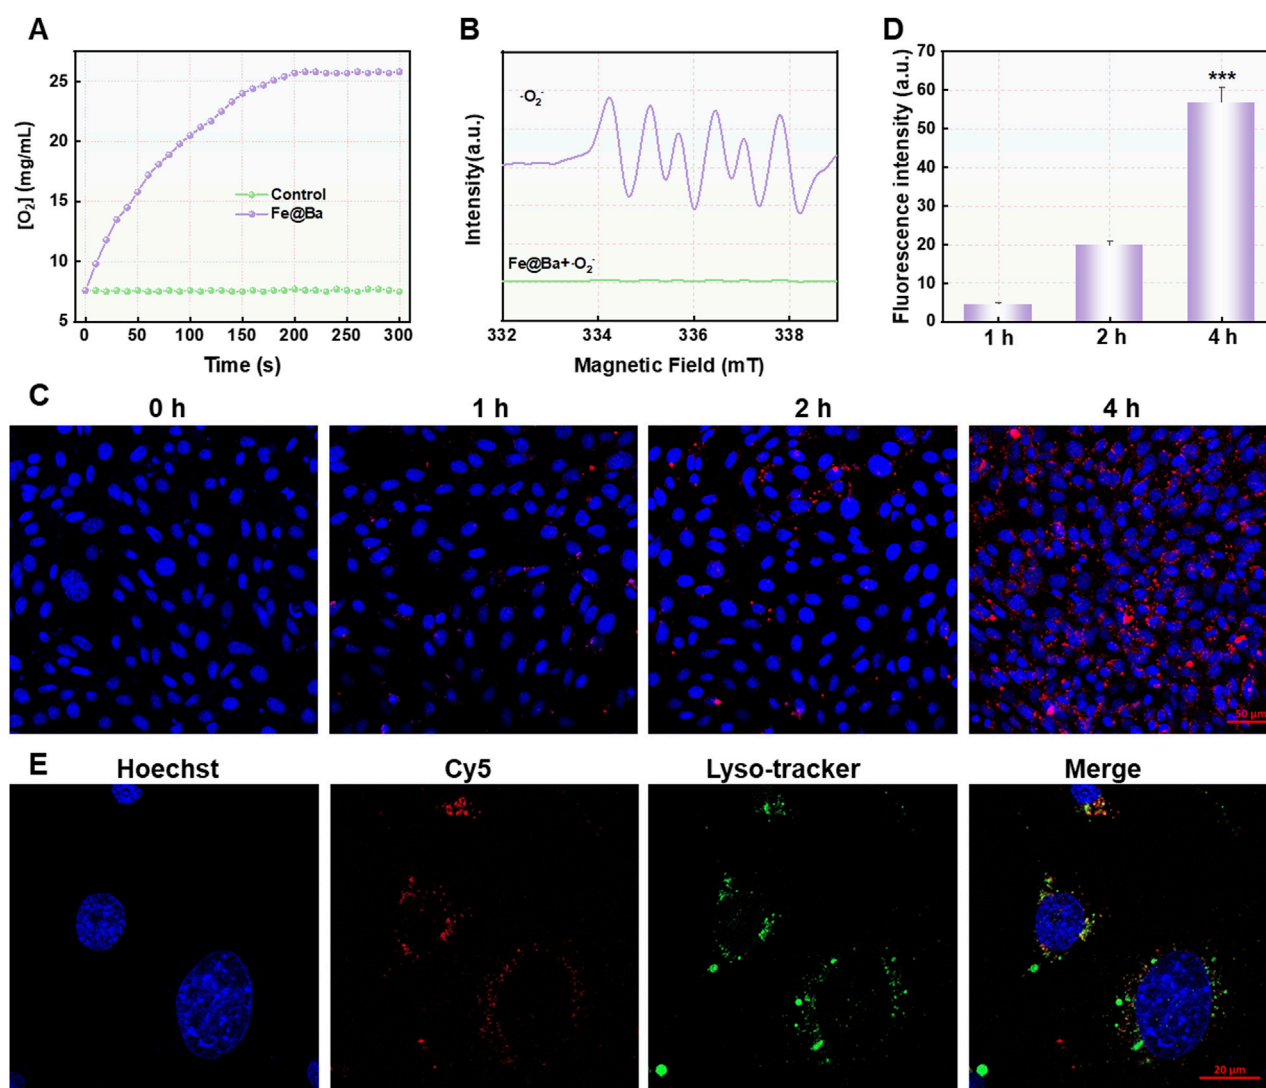 A
[O₂] (mg/mL)
25
20
15
10
5
Control
Fe@Ba
0 50 100 150 200 250 300
Time (s)
B
Intensity(a.u.)
·O₂⁻
Fe@Ba+·O₂⁻
332 334 336 338
Magnetic Field (mT)
D
Fluorescence intensity (a.u.)
70
60
50
40
30
20
10
0
***
1 h 2 h 4 h
C
0 h 1 h 2 h 4 h
50 μm
E
Hoechst Cy5 Lyso-tracker Merge
20 μm